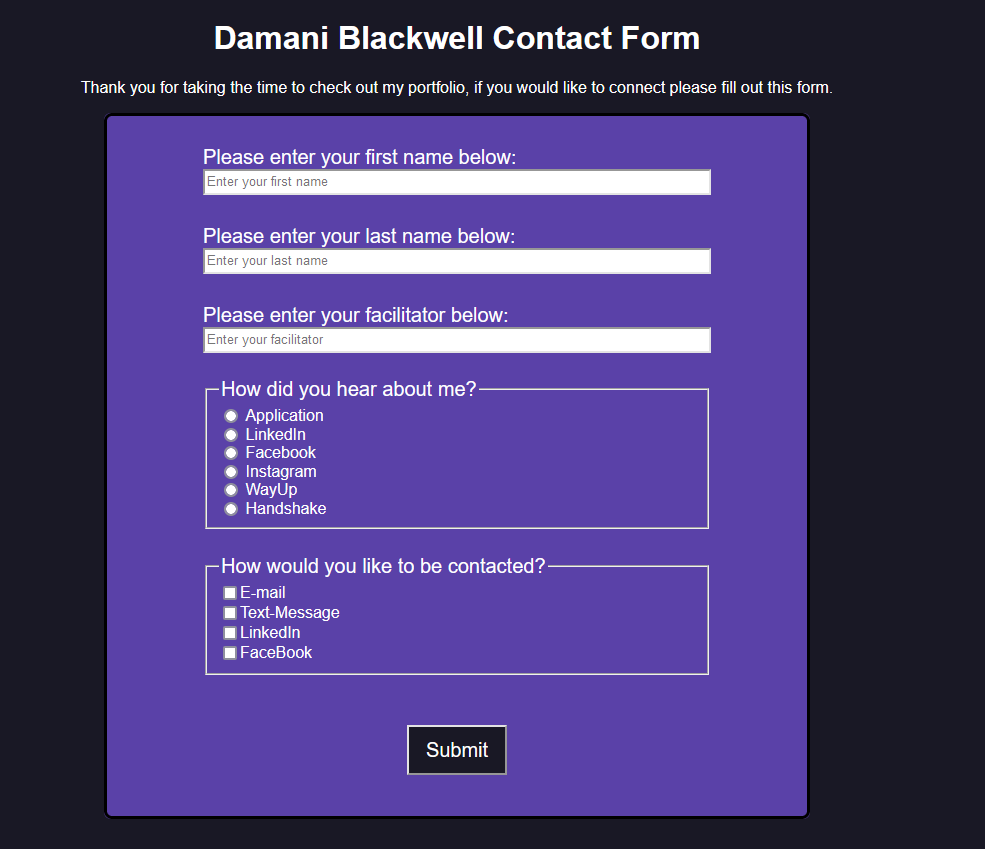 Damani Blackwell Contact Form
Thank you for taking the time to check out my portfolio, if you would like to connect please fill out this form.
Please enter your first name below:
Enter your first name
Please enter your last name below:
Enter your last name
Please enter your facilitator below:
Enter your facilitator
How did you hear about me?
Application
LinkedIn
Facebook
Instagram
WayUp
Handshake
How would you like to be contacted?
E-mail
Text-Message
LinkedIn
FaceBook
Submit